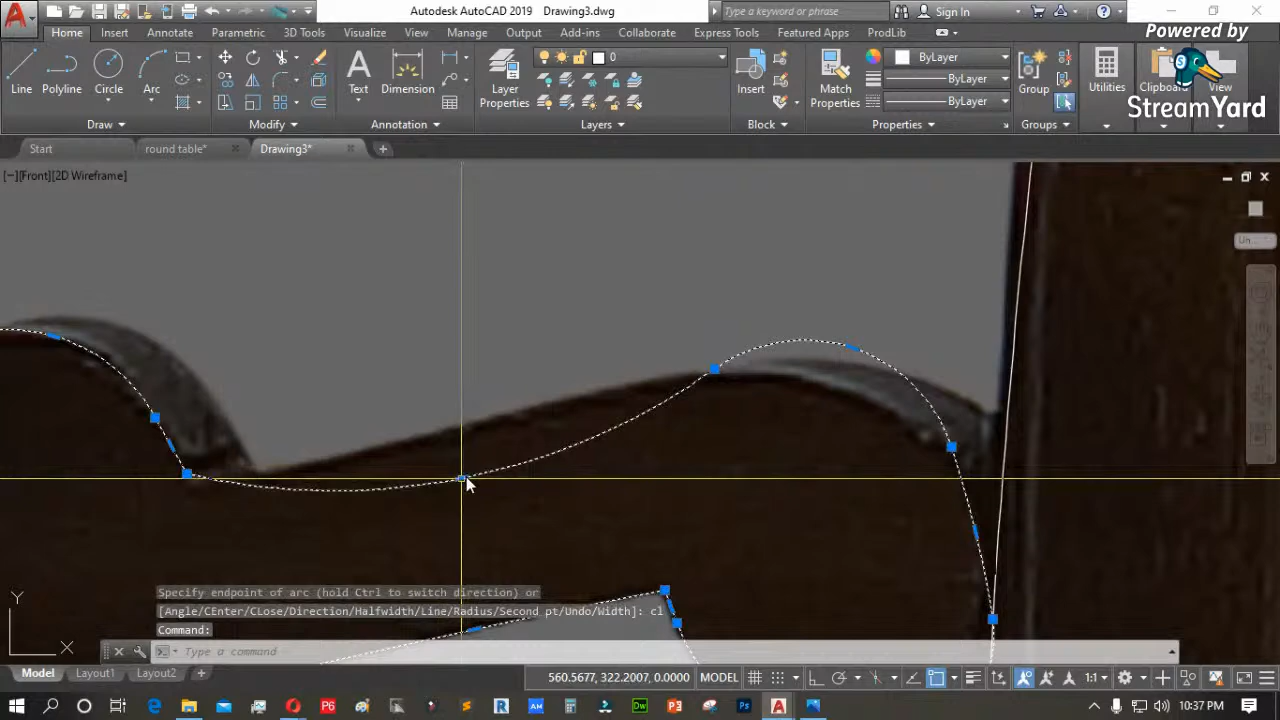 Autodesk AutoCAD 2019 Drawing3.dwg
Type a keyword or phrase
Sign In
Powered by
StreamYard
Home Insert Annotate Parametric 3D Tools Visualize View Manage Output Add-ins Collaborate Express Tools Featured Apps ProdLib
0
ByLayer
ByLayer
ByLayer
Line Polyline Circle Arc Text Dimension Layer Properties Insert Match Properties Group Utilities Clipboard View
Draw Modify Annotation Layers Block Properties Groups
Start round table* Drawing3*
[−][Front][2D Wireframe]
Un...
Specify endpoint of arc (hold Ctrl to switch direction) or
[Angle/CEnter/CLose/Direction/Halfwidth/Line/Radius/Second pt/Undo/Width]: cl
Command:
Y
X
Type a command
Model Layout1 Layout2
560.5677, 322.2007, 0.0000 MODEL
1:1
10:37 PM